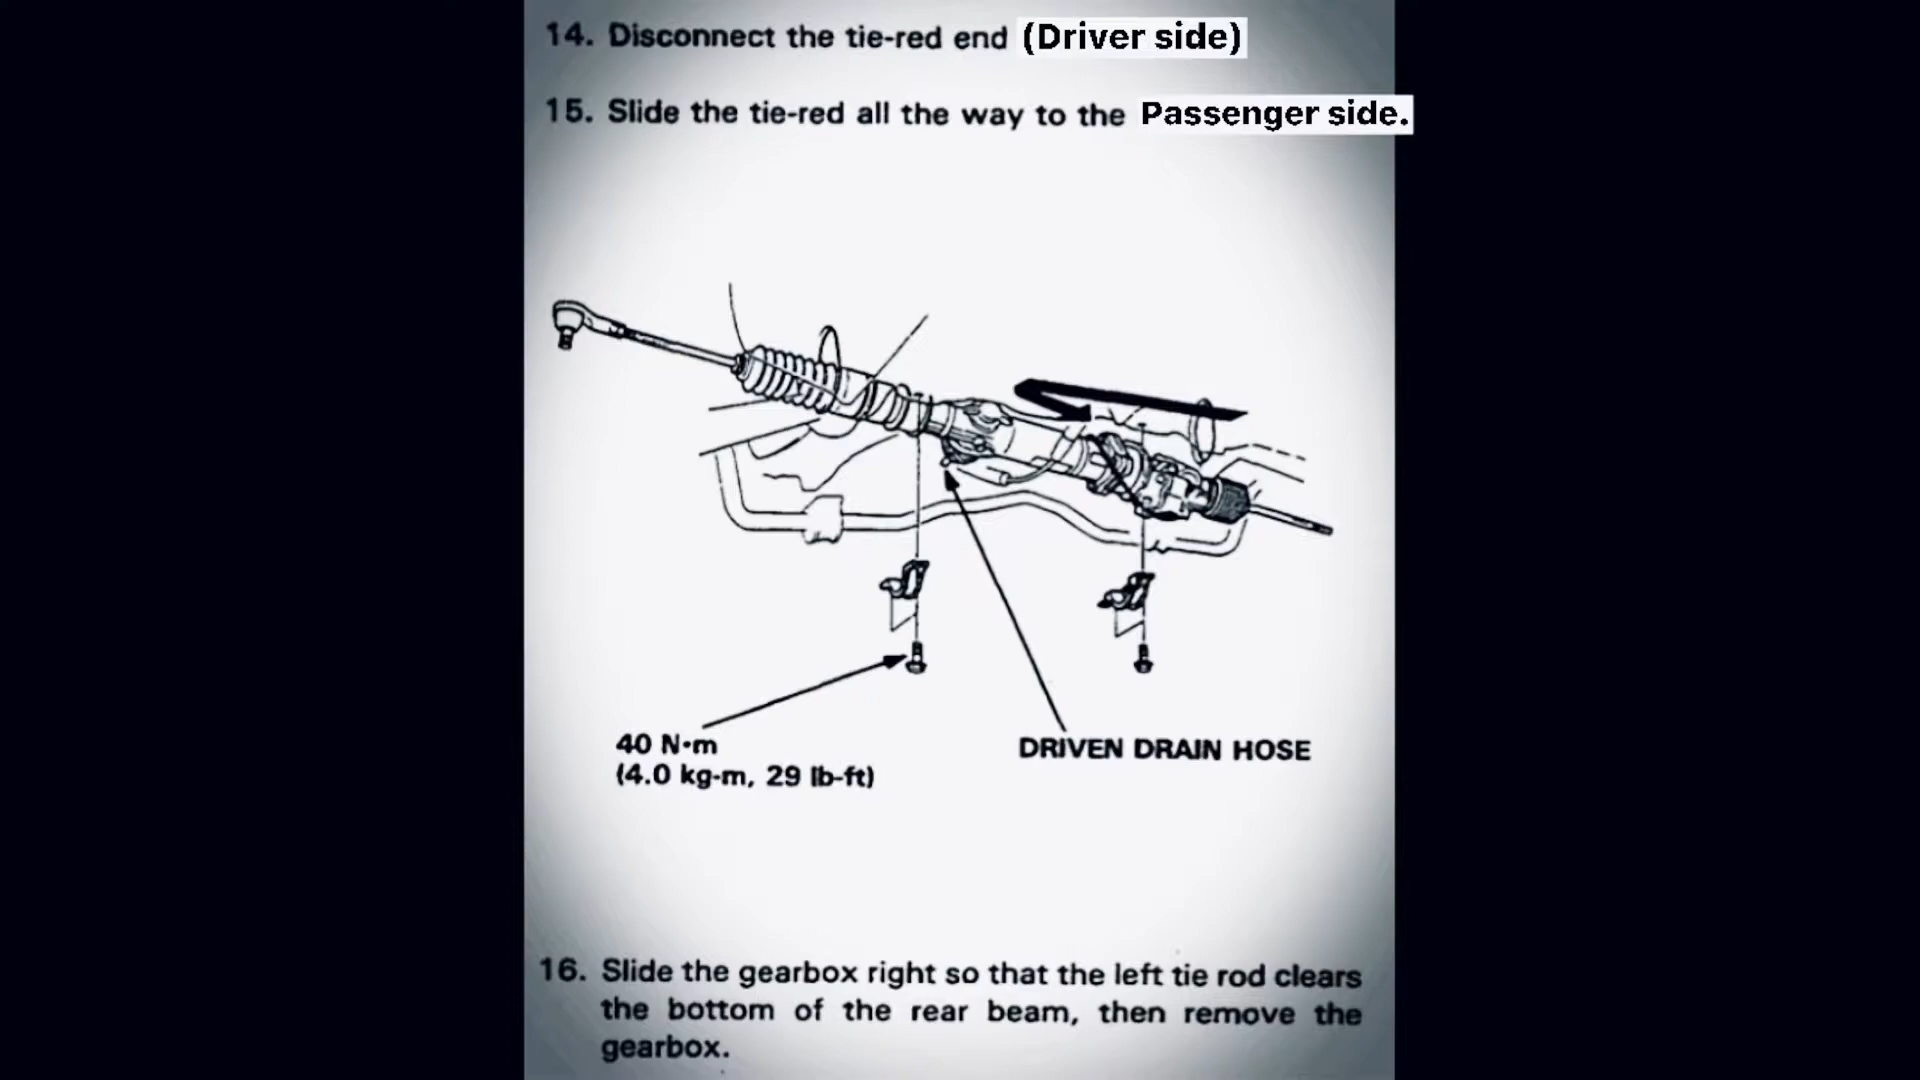 14. Disconnect the tie-red end (Driver side)
15. Slide the tie-red all the way to the Passenger side.
40 N·m
(4.0 kg-m, 29 lb-ft)
DRIVEN DRAIN HOSE
16. Slide the gearbox right so that the left tie rod clears
the bottom of the rear beam, then remove the
gearbox.